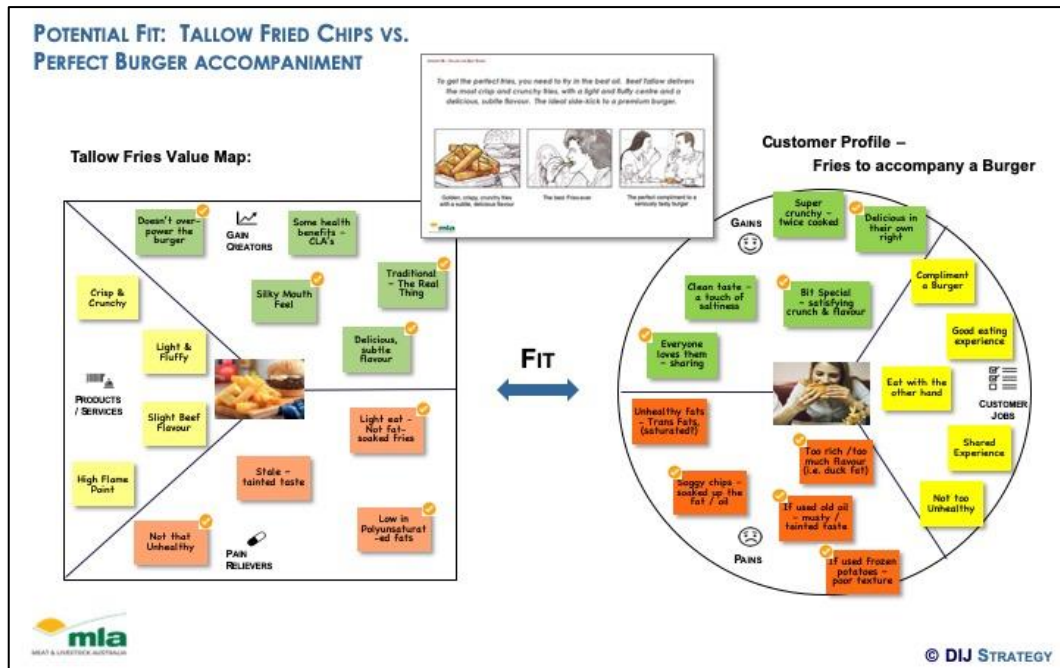 POTENTIAL FIT: TALLOW FRIED CHIPS VS.
PERFECT BURGER ACCOMPANIMENT
To get the perfect fries, you need to fry in the best oil. Beef Tallow delivers
the most crisp and crunchy fries, with a light and fluffy centre and a
delicious, subtle flavour. The ideal side-kick to a premium burger.
Golden, crispy, crunchy fries
with a subtle, delicious flavour
The best Fries ever
The perfect compliment to a
seriously tasty burger
mla
Tallow Fries Value Map:
Doesn't over-
power the
burger
GAIN
CREATORS
Some health
benefits –
CLA's
Traditional
– The Real
Thing
Silky Mouth
Feel
Delicious,
subtle
flavour
Crisp &
Crunchy
Light &
Fluffy
PRODUCTS
/ SERVICES
Slight Beef
Flavour
High Flame
Point
Light eat –
Not fat-
soaked fries
Stale –
tainted taste
Low in
Polyunsaturat
-ed fats
Not that
Unhealthy
PAIN
RELIEVERS
FIT
Customer Profile –
Fries to accompany a Burger
GAINS
Super
crunchy –
twice cooked
Delicious in
their own
right
Clean taste –
a touch of
saltiness
Bit Special
– satisfying
crunch & flavour
Everyone
loves them
– sharing
Compliment
a Burger
Good eating
experience
Eat with the
other hand
CUSTOMER
JOBS
Shared
Experience
Not too
Unhealthy
Unhealthy fats
– Trans Fats,
(saturated?)
Too rich /too
much flavour
(i.e. duck fat)
Soggy chips –
soaked up the
fat / oil
If used old oil
– musty /
tainted taste
PAINS
If used frozen
potatoes –
poor texture
mla
MEAT & LIVESTOCK AUSTRALIA
© DIJ STRATEGY